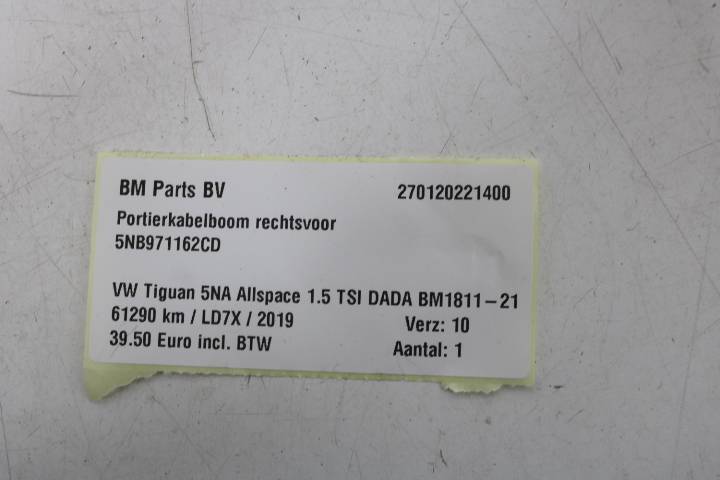 BM Parts BV 270120221400
Portierkabelboom rechtsvoor
5NB971162CD
VW Tiguan 5NA Allspace 1.5 TSI DADA BM1811-21
61290 km / LD7X / 2019 Verz: 10
39.50 Euro incl. BTW Aantal: 1